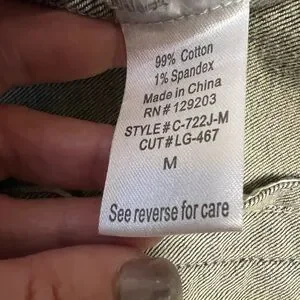 99% Cotton
1% Spandex
Made in China
RN# 129203
STYLE# C-722J-M
CUT# LG-467
M
See reverse for care